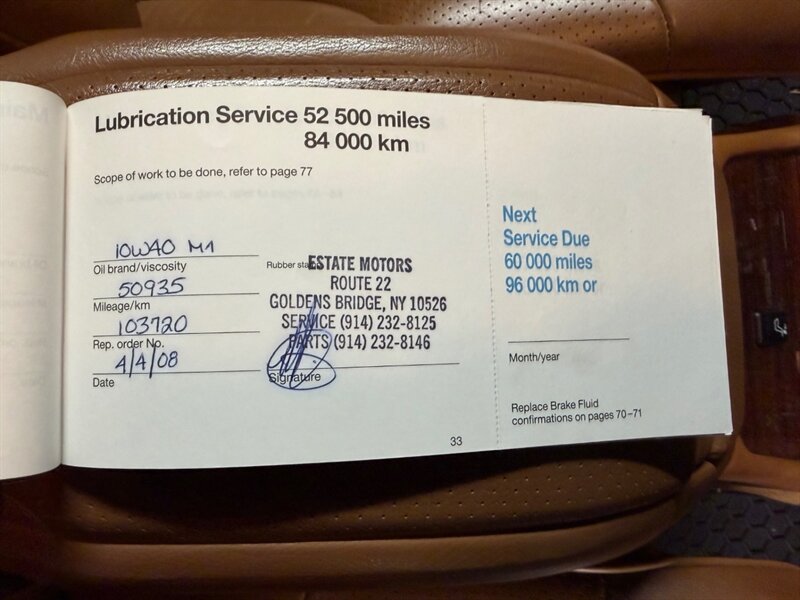 Lubrication Service 52 500 miles
84 000 km
Scope of work to be done, refer to page 77
10W40 M1
Oil brand/viscosity
50935
Mileage/km
103720
Rep. order No.
4/4/08
Date
Rubber sta
ESTATE MOTORS
ROUTE 22
GOLDENS BRIDGE, NY 10526
SERVICE (914) 232-8125
PARTS (914) 232-8146
Signature
33
Next
Service Due
60 000 miles
96 000 km or
Month/year
Replace Brake Fluid
confirmations on pages 70–71